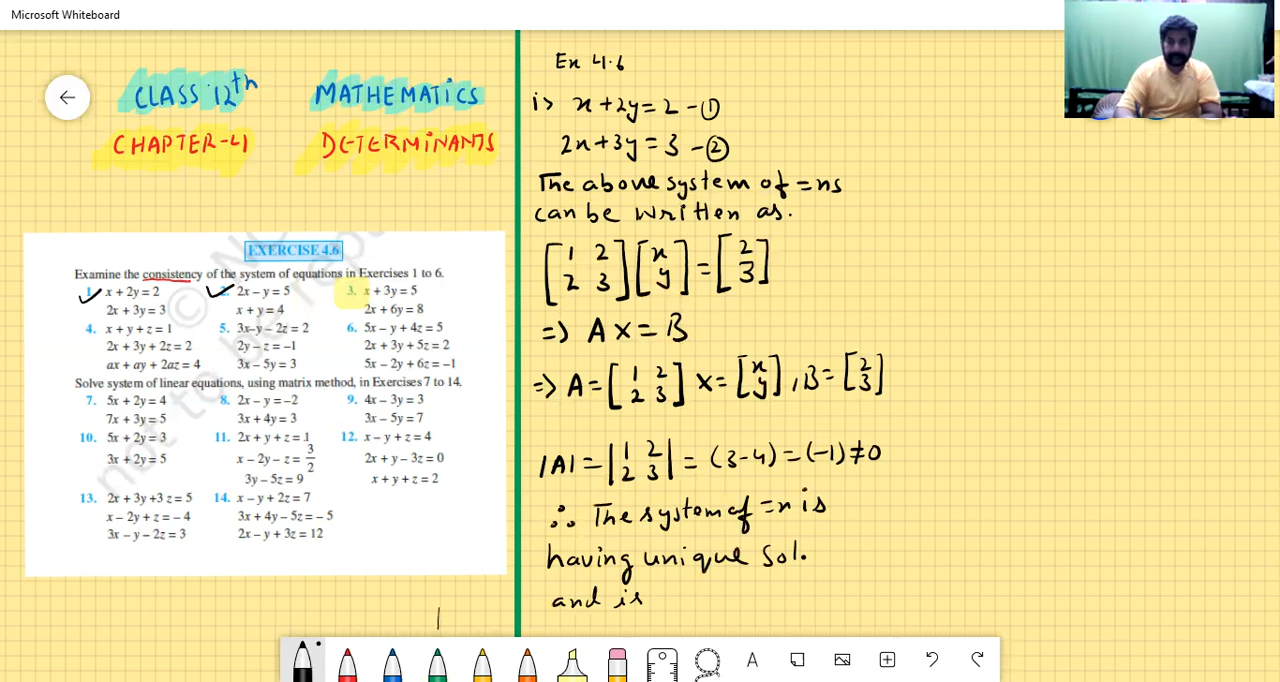 Microsoft Whiteboard
CLASS 12th MATHEMATICS
CHAPTER-4 DETERMINANTS
EXERCISE 4.6
Examine the consistency of the system of equations in Exercises 1 to 6.
1. x + 2y = 2 2. 2x – y = 5 3. x + 3y = 5
2x + 3y = 3 x + y = 4 2x + 6y = 8
4. x + y + z = 1 5. 3x–y – 2z = 2 6. 5x – y + 4z = 5
2x + 3y + 2z = 2 2y – z = –1 2x + 3y + 5z = 2
ax + ay + 2az = 4 3x – 5y = 3 5x – 2y + 6z = –1
Solve system of linear equations, using matrix method, in Exercises 7 to 14.
7. 5x + 2y = 4 8. 2x – y = –2 9. 4x – 3y = 3
7x + 3y = 5 3x + 4y = 3 3x – 5y = 7
10. 5x + 2y = 3 11. 2x + y + z = 1 12. x – y + z = 4
3x + 2y = 5 x – 2y – z = 3/2 2x + y – 3z = 0
3y – 5z = 9 x + y + z = 2
13. 2x + 3y +3 z = 5 14. x – y + 2z = 7
x – 2y + z = – 4 3x + 4y – 5z = – 5
3x – y – 2z = 3 2x – y + 3z = 12
not to be rep
Ex 4.6
1> x + 2y = 2 - ①
2x + 3y = 3 - ②
The above system of =ns
can be written as.
[1 2
2 3] [x
y] = [2
3]
=> AX = B
=> A = [1 2
2 3] X = [x
y], B = [2
3]
|A| = |1 2
2 3| = (3-4) = (-1) ≠ 0
∴ The system of =n is
having unique sol.
and is
A